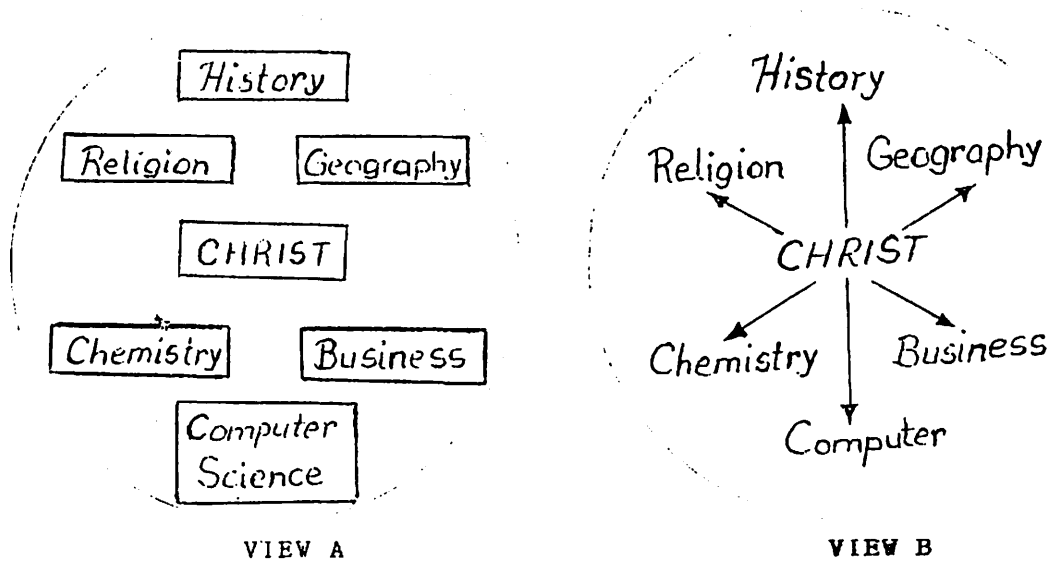 History
Religion
Geography
CHRIST
Chemistry
Business
Computer
Science
VIEW A
History
Religion
Geography
CHRIST
Chemistry
Business
Computer
VIEW B